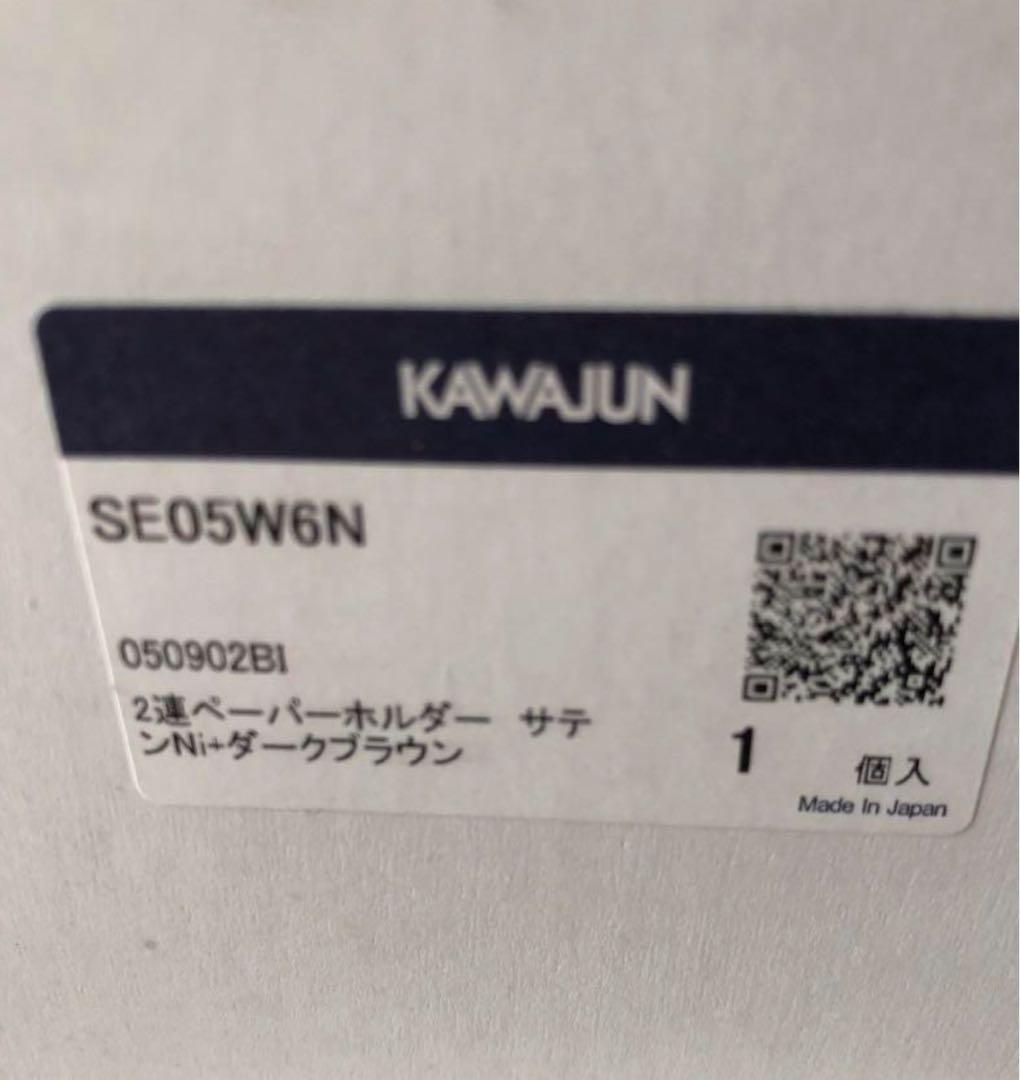 KAWAJUN
SE05W6N
050902BI
2連ペーパーホルダー サテ
ンNi+ダークブラウン
1 個入
Made In Japan